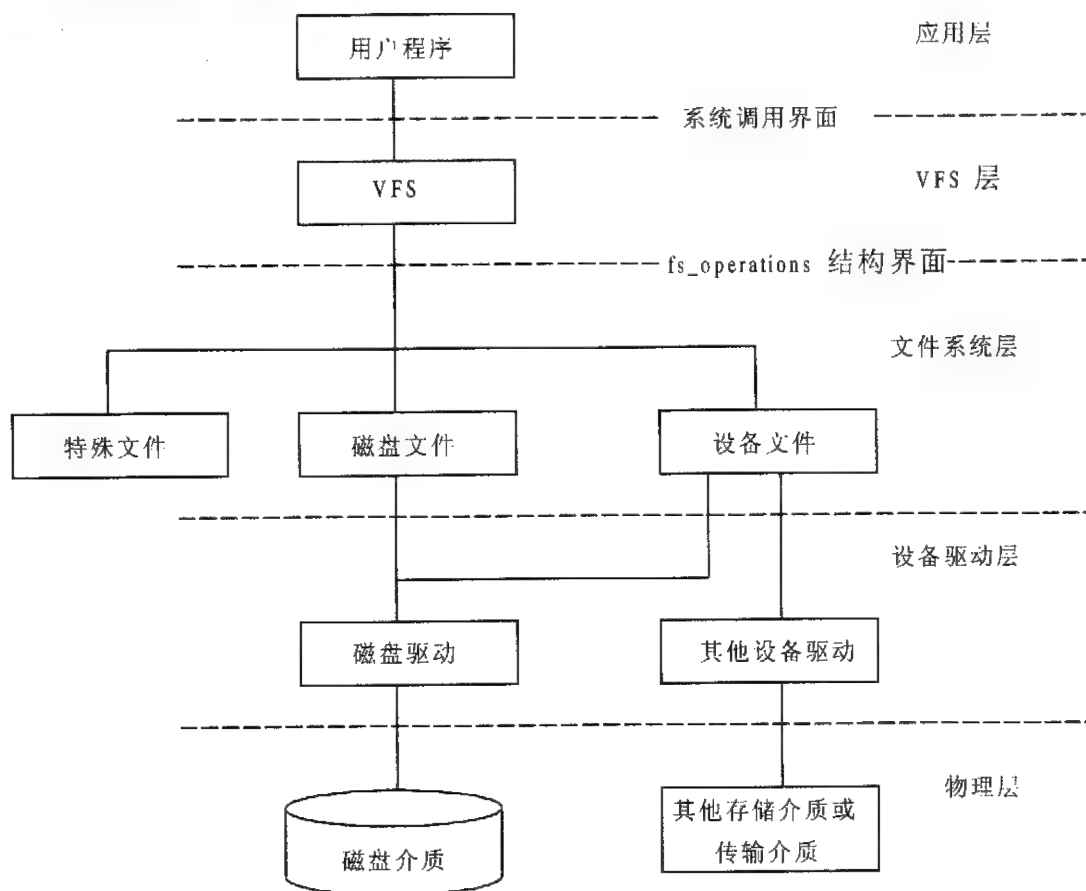 用户程序
应用层
系统调用界面
VFS
VFS 层
fs_operations 结构界面
文件系统层
特殊文件
磁盘文件
设备文件
设备驱动层
磁盘驱动
其他设备驱动
物理层
磁盘介质
其他存储介质或
传输介质